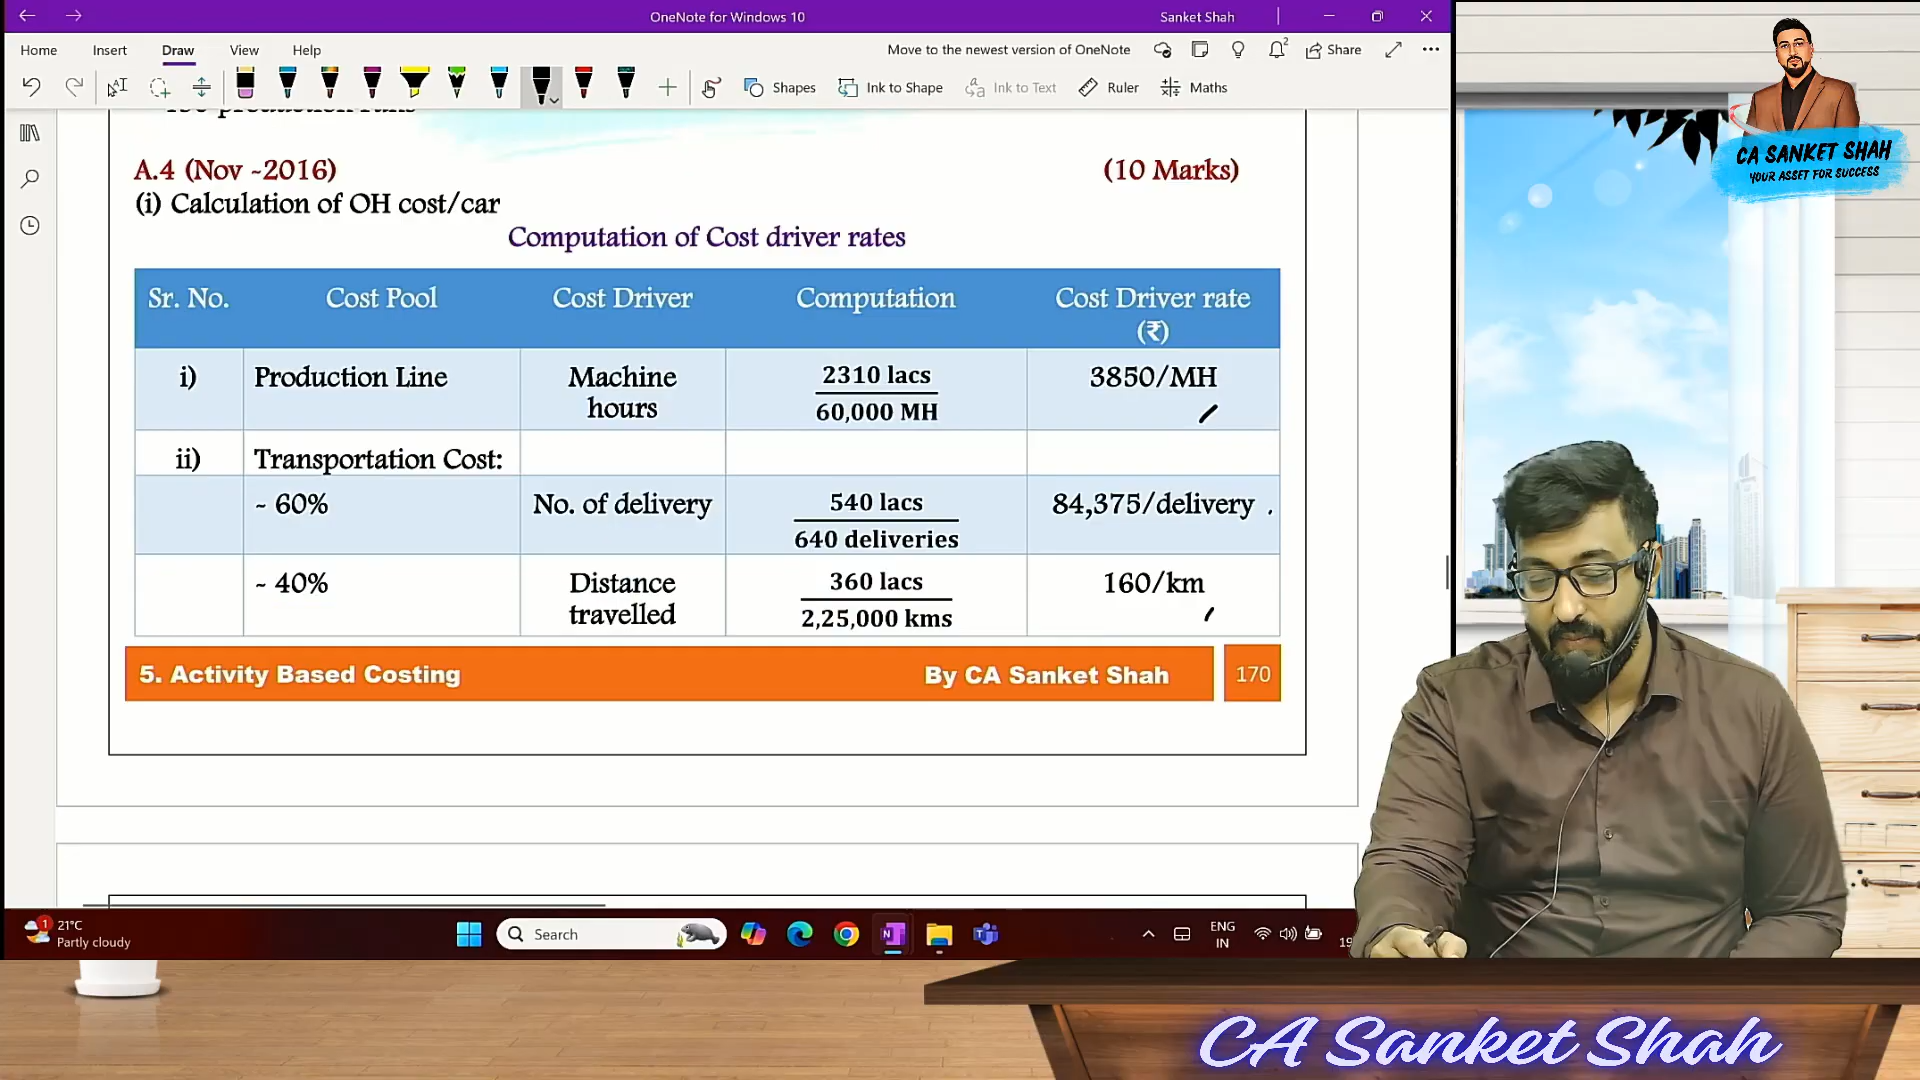 OneNote for Windows 10
Sanket Shah
Home Insert Draw View Help
Move to the newest version of OneNote
2
Share
Shapes
Ink to Shape
Ink to Text
Ruler
Maths
CA SANKET SHAH
YOUR ASSET FOR SUCCESS
A.4 (Nov -2016) (10 Marks)
(i) Calculation of OH cost/car
Computation of Cost driver rates
Sr. No. Cost Pool Cost Driver Computation Cost Driver rate
(₹)
i) Production Line Machine hours 2310 lacs / 60,000 MH 3850/MH
ii) Transportation Cost:
- 60% No. of delivery 540 lacs / 640 deliveries 84,375/delivery
- 40% Distance travelled 360 lacs / 2,25,000 kms 160/km
5. Activity Based Costing By CA Sanket Shah 170
1
21°C
Partly cloudy
Search
ENG
IN
CA Sanket Shah